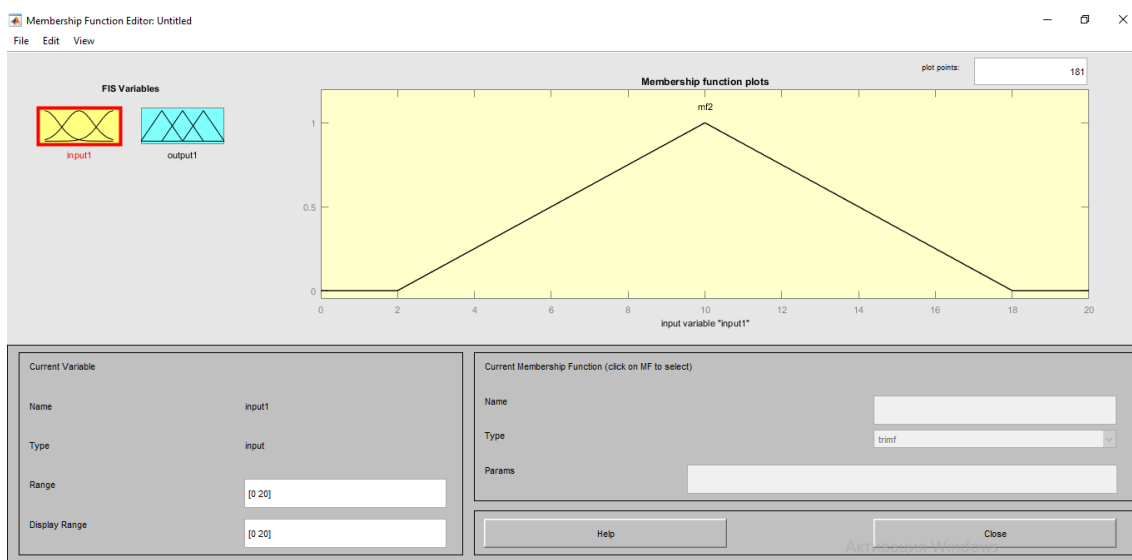 Membership Function Editor: Untitled
File Edit View
FIS Variables
input1
output1
plot points:
181
Membership function plots
mf2
1
0.5
0
0 2 4 6 8 10 12 14 16 18 20
input variable "input1"
Current Variable
Name input1
Type input
Range [0 20]
Display Range [0 20]
Current Membership Function (click on MF to select)
Name
Type trimf
Params
Help
Close
Активация Windows